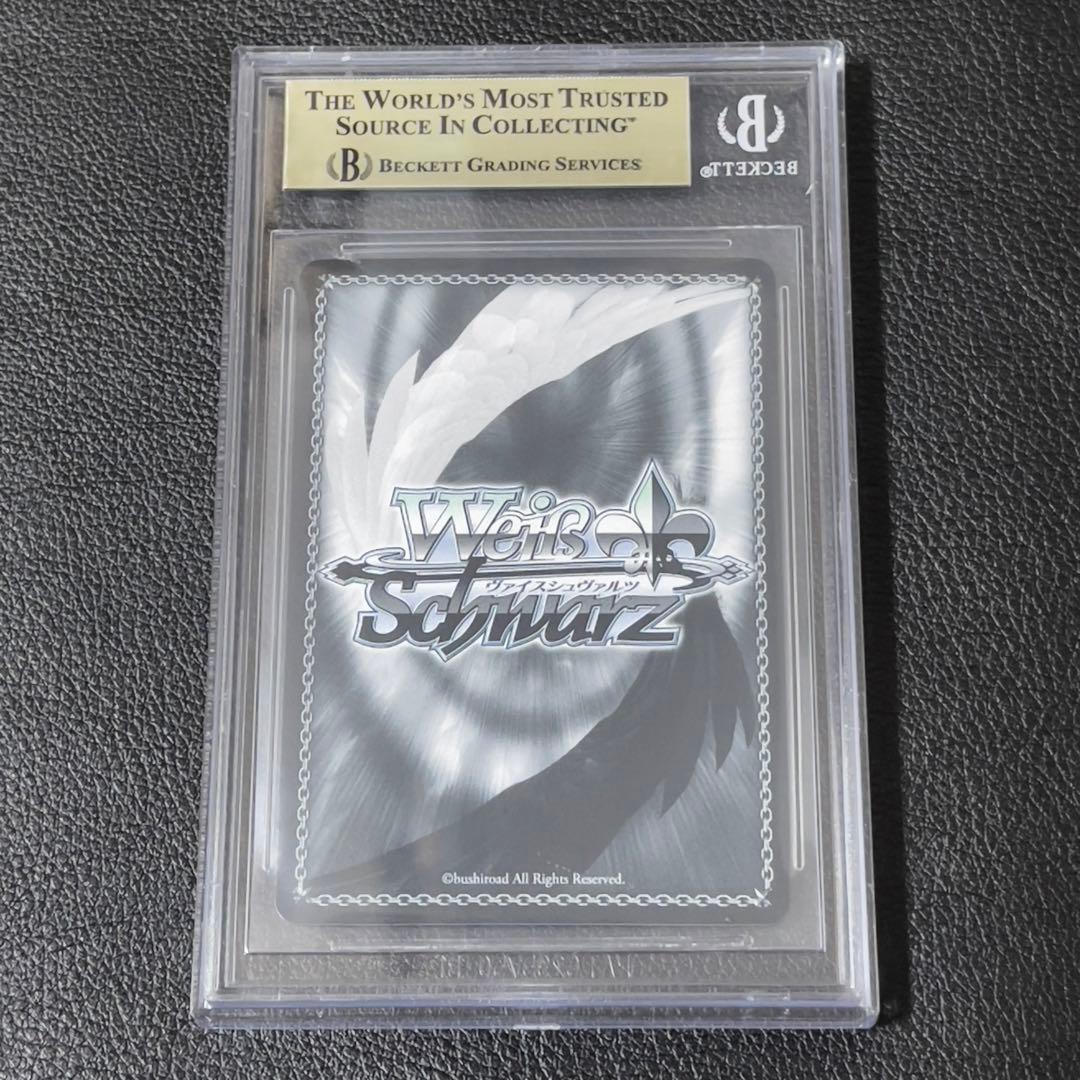 THE WORLD'S MOST TRUSTED
SOURCE IN COLLECTING™
B BECKETT GRADING SERVICES
B
BECKETT®
Weiß
ヴァイスシュヴァルツ
Schwarz
©bushiroad All Rights Reserved.